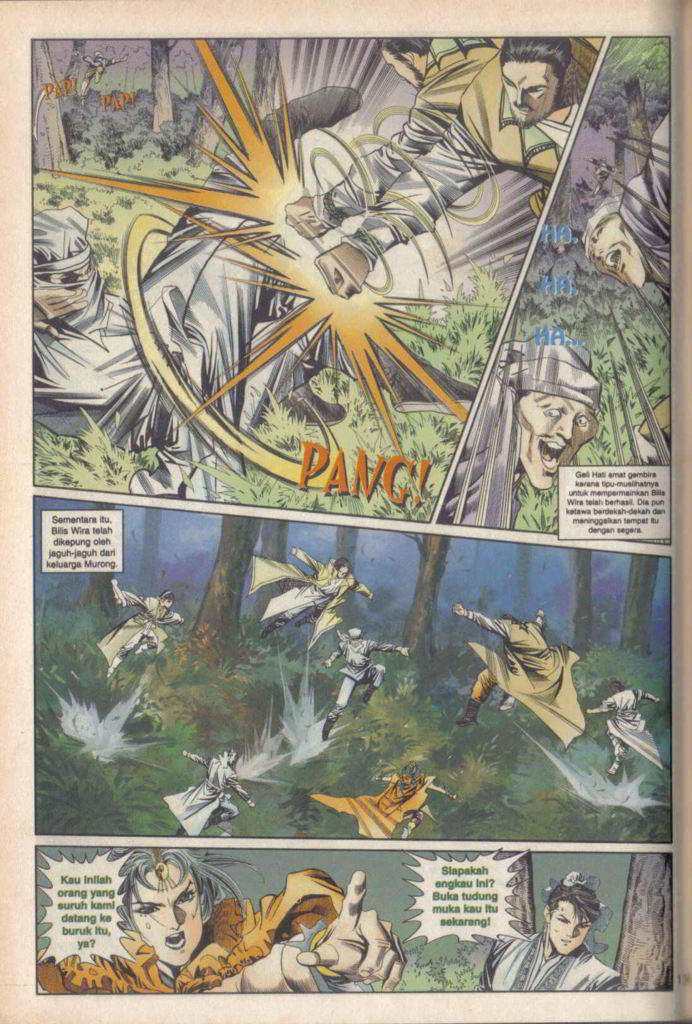 PAP!
PAP!
PANG!
HA.
HA.
HA...
Geli Hati amat gembira
kerana tipu-muslihatnya
untuk mempermainkan Bilis
Wira telah berhasil. Dia pun
ketawa berdekah-dekah dan
meninggalkan tempat itu
dengan segera.
Sementara itu,
Bilis Wira telah
dikepung oleh
jaguh-jaguh dari
keluarga Murong.
Kau inilah
orang yang
suruh kami
datang ke
buruk itu,
ya?
Siapakah
engkau ini?
Buka tudung
muka kau itu
sekarang!